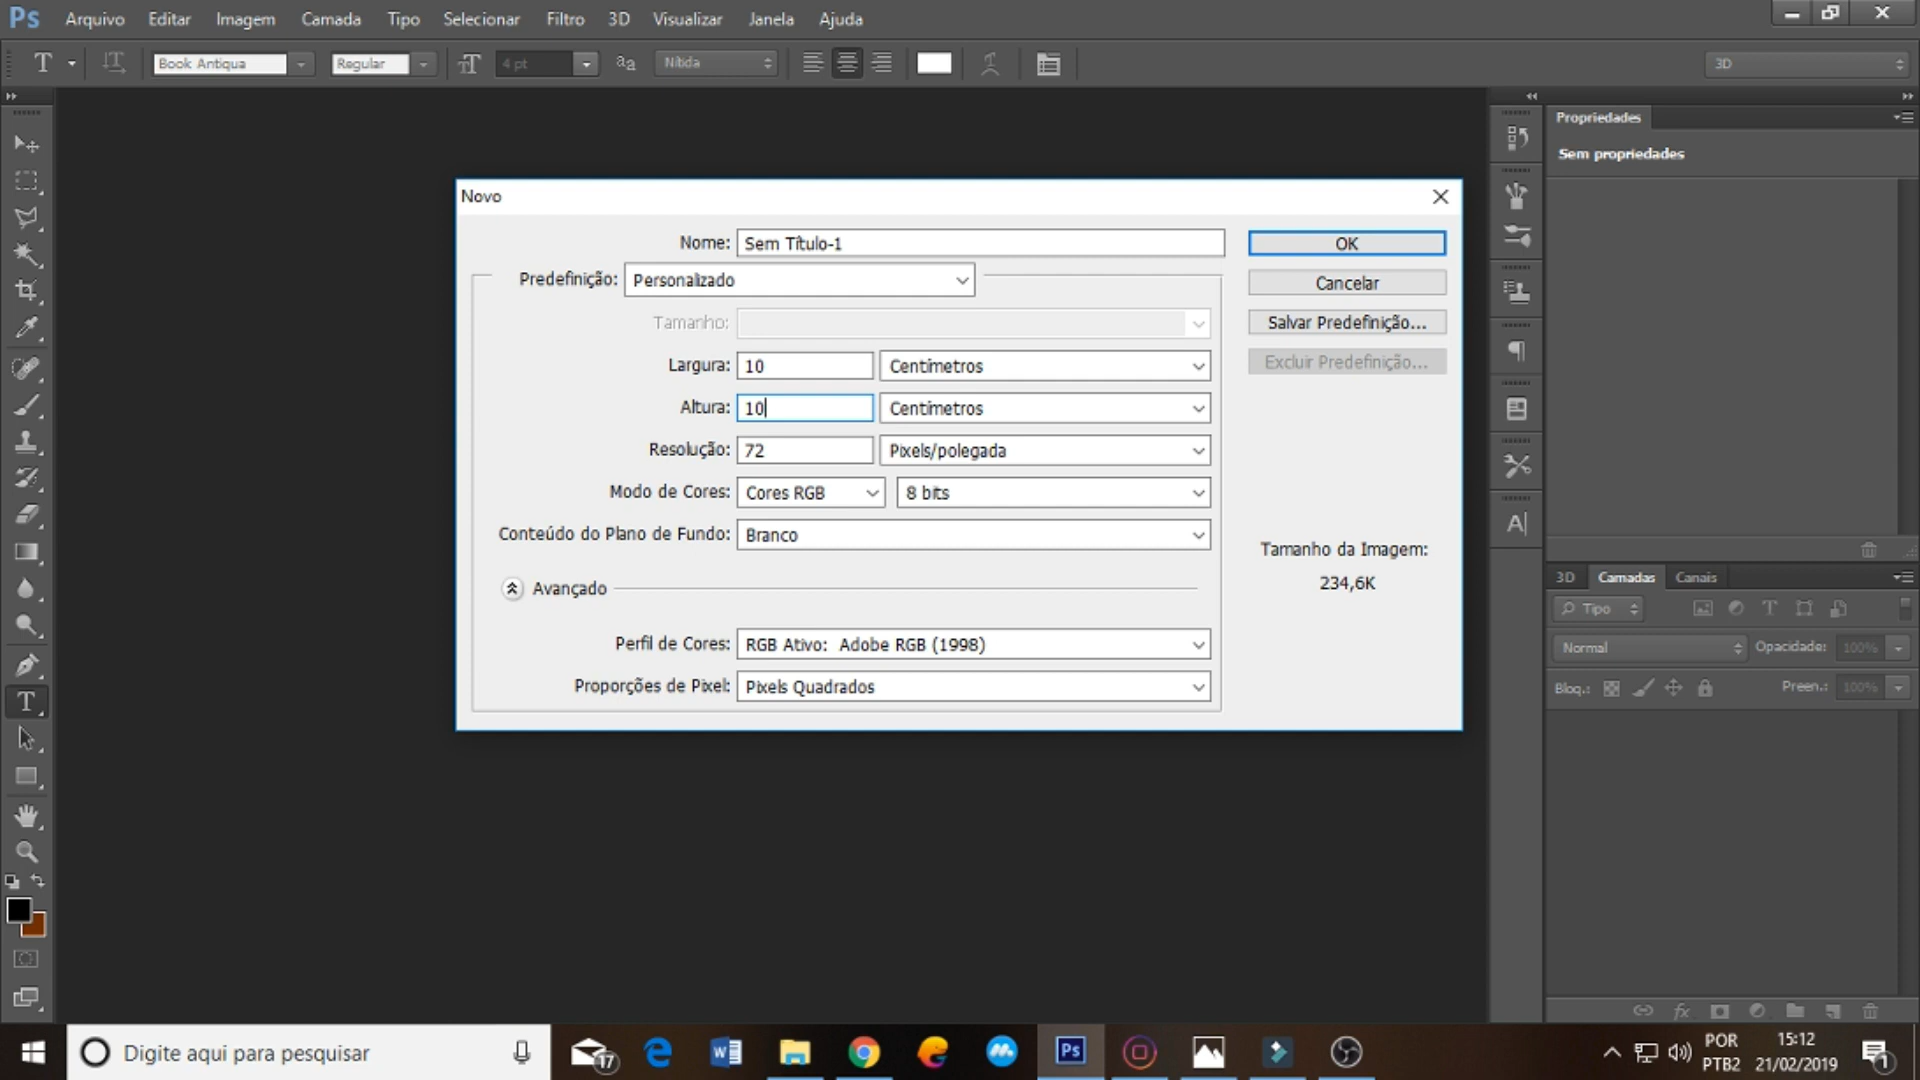 Ps Arquivo Editar Imagem Camada Tipo Selecionar Filtro 3D Visualizar Janela Ajuda
T Book Antiqua Regular 4 pt aa Nítida 3D
Propriedades
Sem propriedades
Novo
Nome: Sem Título-1 OK
Predefinição: Personalizado Cancelar
Tamanho: Salvar Predefinição...
Largura: 10 Centímetros Excluir Predefinição...
Altura: 10 Centímetros
Resolução: 72 Pixels/polegada
Modo de Cores: Cores RGB 8 bits
Conteúdo do Plano de Fundo: Branco
Tamanho da Imagem:
234,6K
Avançado
Perfil de Cores: RGB Ativo: Adobe RGB (1998)
Proporções de Pixel: Pixels Quadrados
3D Camadas Canais
Tipo
Normal Opacidade: 100%
Bloq.: Preen.: 100%
fx
Digite aqui para pesquisar 17 Ps POR 15:12
PTB2 21/02/2019 1